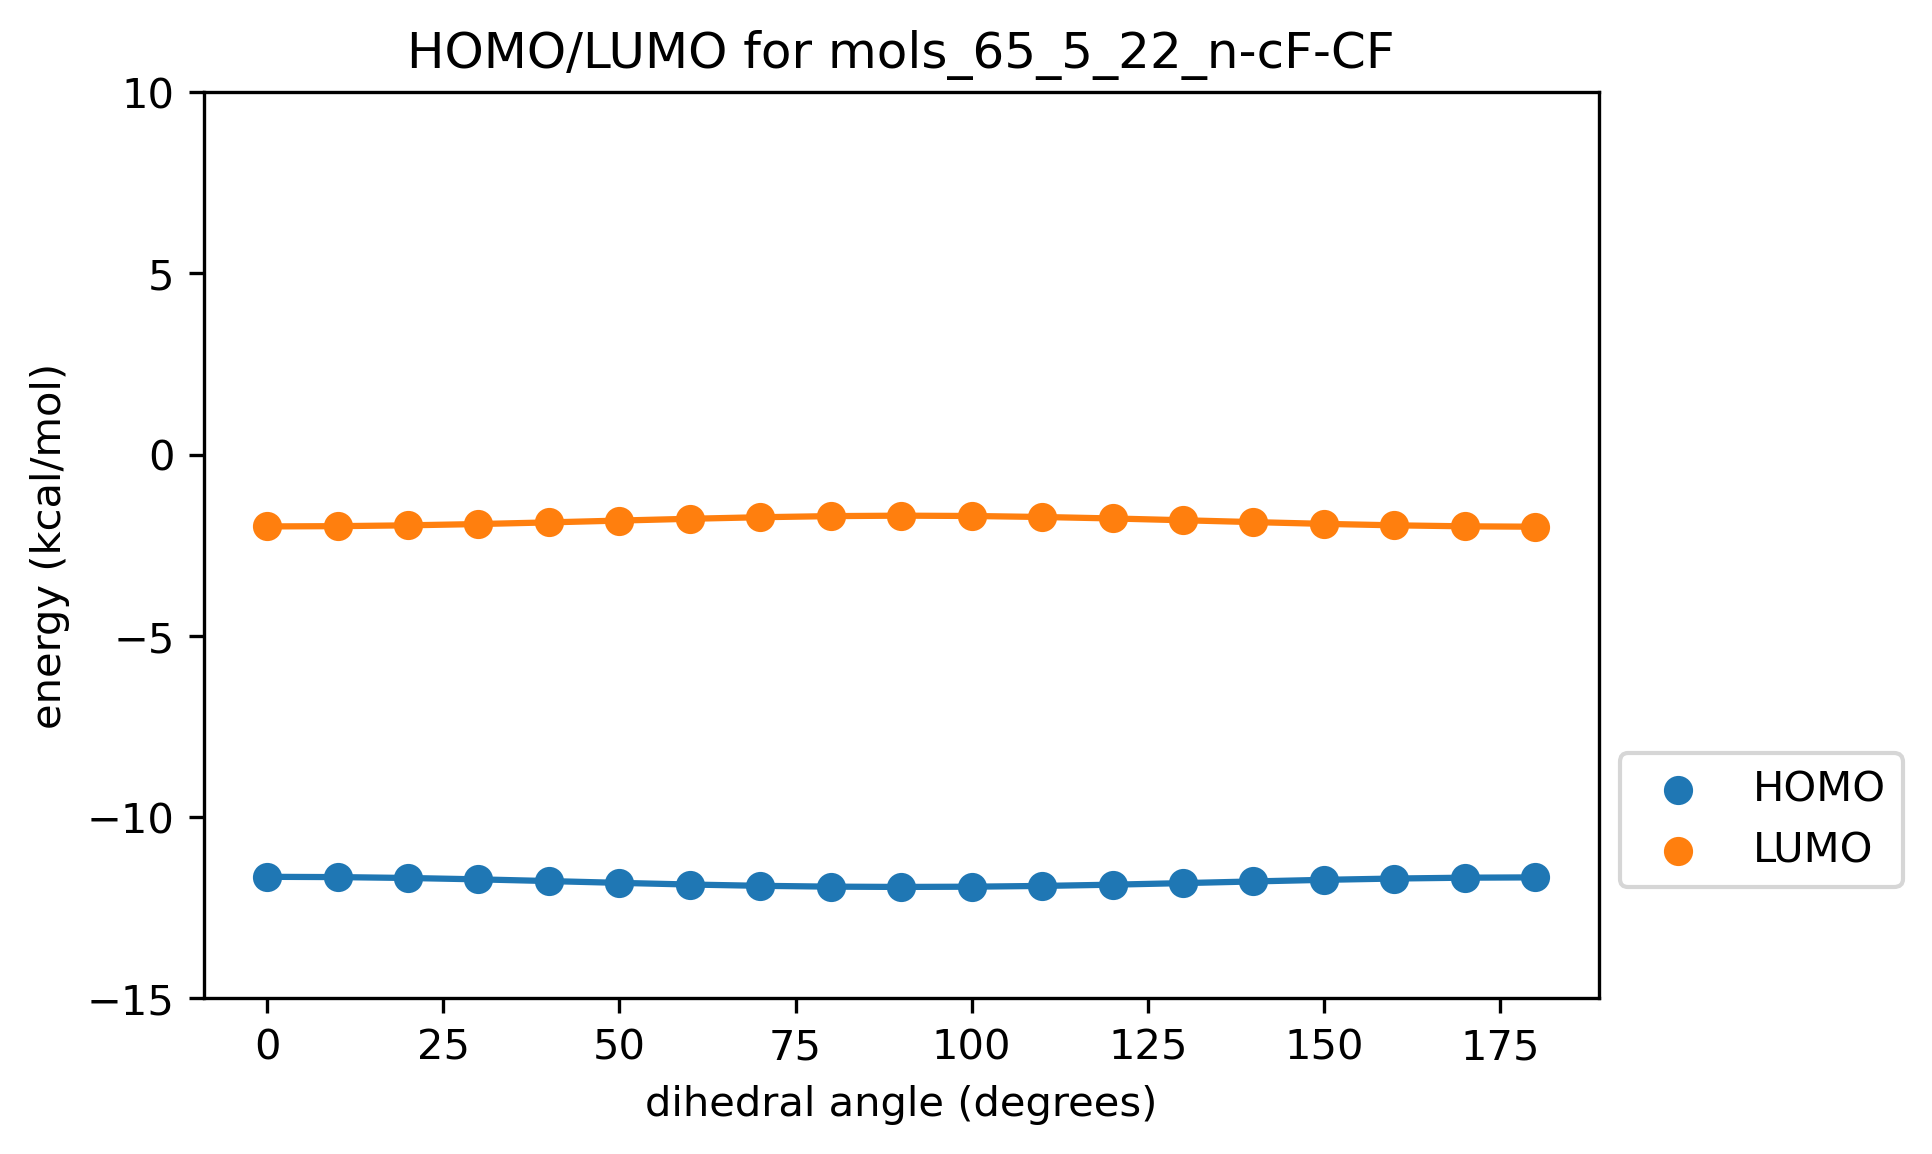 HOMO/LUMO for mols_65_5_22_n-cF-CF
10
5
0
−5
−10
−15
energy (kcal/mol)
0 25 50 75 100 125 150 175
dihedral angle (degrees)
HOMO
LUMO